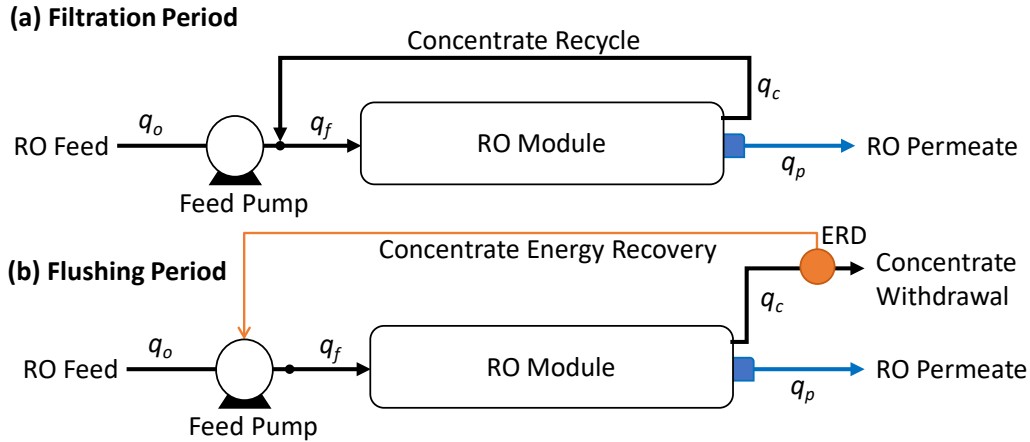 (a) Filtration Period
Concentrate Recycle
q_c
q_o
q_f
RO Feed
RO Module
RO Permeate
q_p
Feed Pump
ERD
Concentrate Energy Recovery
(b) Flushing Period
Concentrate
Withdrawal
q_c
q_o
q_f
RO Feed
RO Module
RO Permeate
q_p
Feed Pump